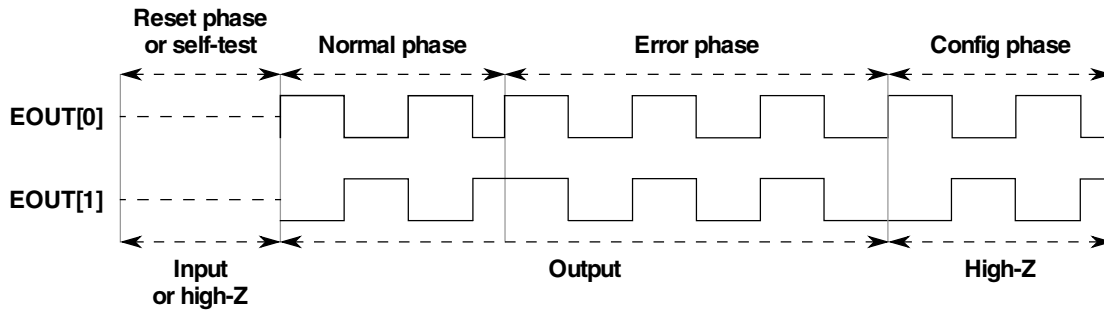 Reset phase
or self-test
Normal phase
Error phase
Config phase
EOUT[0]
EOUT[1]
Input
or high-Z
Output
High-Z